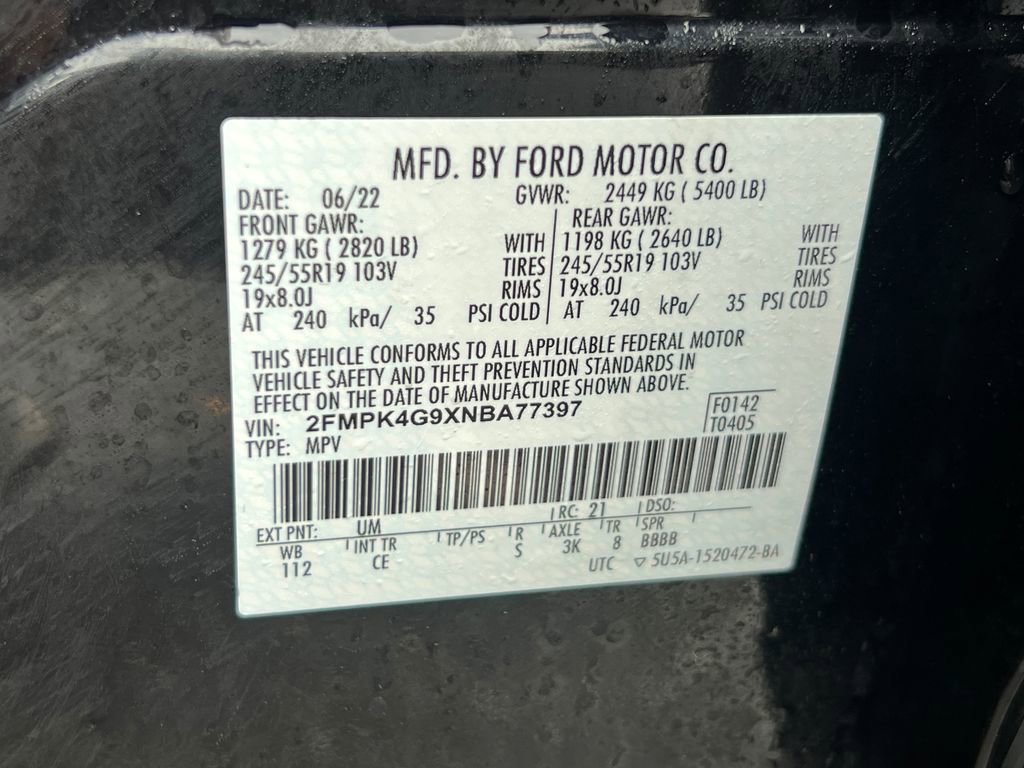 MFD. BY FORD MOTOR CO.
DATE: 06/22 GVWR: 2449 KG ( 5400 LB)
FRONT GAWR: REAR GAWR:
1279 KG ( 2820 LB) WITH 1198 KG ( 2640 LB) WITH
245/55R19 103V TIRES 245/55R19 103V TIRES
19x8.0J RIMS 19x8.0J RIMS
AT 240 kPa/ 35 PSI COLD AT 240 kPa/ 35 PSI COLD
THIS VEHICLE CONFORMS TO ALL APPLICABLE FEDERAL MOTOR
VEHICLE SAFETY AND THEFT PREVENTION STANDARDS IN
EFFECT ON THE DATE OF MANUFACTURE SHOWN ABOVE.
VIN: 2FMPK4G9XNBA77397 F0142
TYPE: MPV T0405
EXT PNT: UM RC: 21 DSO:
WB INT TR TP/PS R AXLE TR SPR
112 CE S 3K 8 BBBB
UTC ▽ 5U5A-1520472-BA